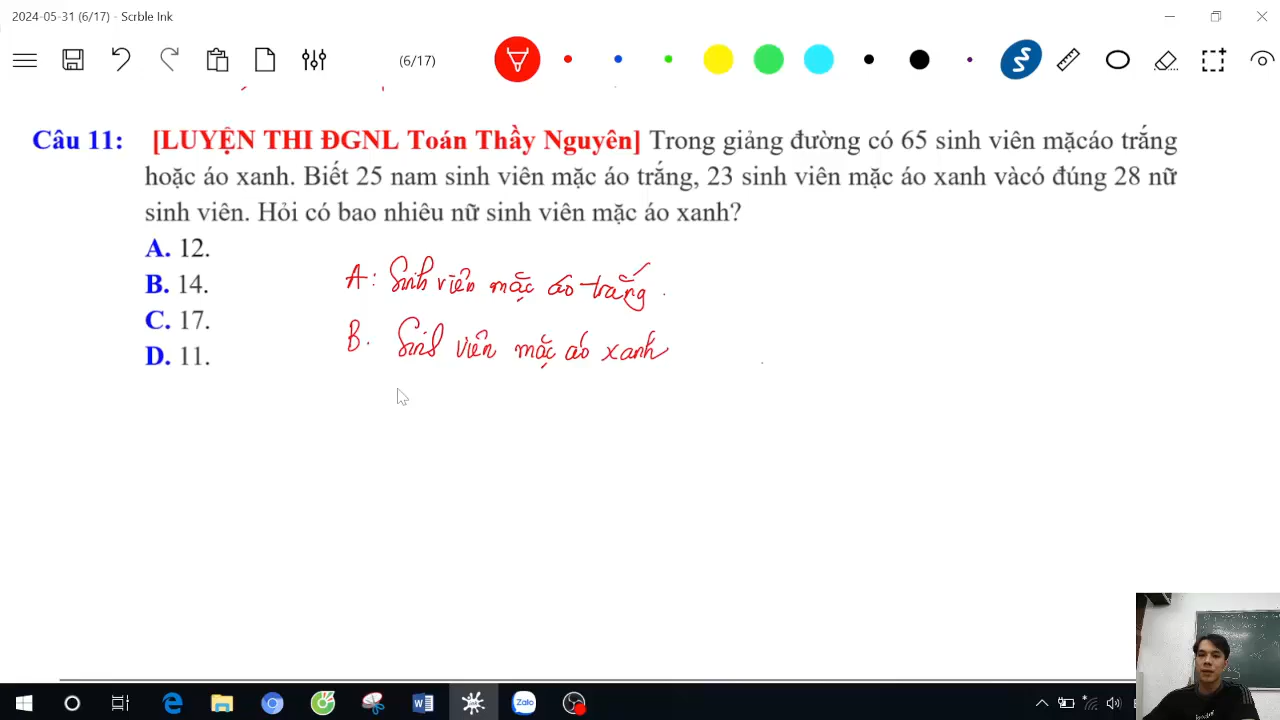 2024-05-31 (6/17) - Scrble Ink
(6/17)
Câu 11: [LUYỆN THI ĐGNL Toán Thầy Nguyên] Trong giảng đường có 65 sinh viên mặcáo trắng
hoặc áo xanh. Biết 25 nam sinh viên mặc áo trắng, 23 sinh viên mặc áo xanh vàcó đúng 28 nữ
sinh viên. Hỏi có bao nhiêu nữ sinh viên mặc áo xanh?
A. 12.
B. 14.
C. 17.
D. 11.
A: Sinh viên mặc áo trắng
B. Sinh viên mặc áo xanh
Zalo